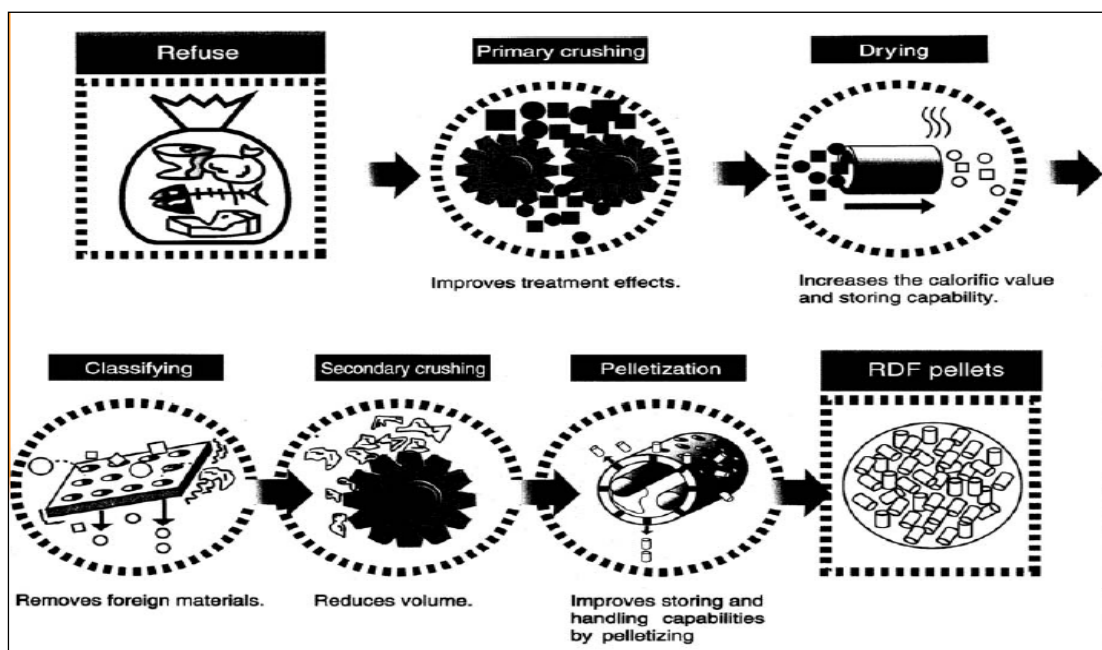 Refuse
Primary crushing
Drying
Improves treatment effects.
Increases the calorific value
and storing capability.
Classifying
Secondary crushing
Pelletization
RDF pellets
Removes foreign materials.
Reduces volume.
Improves storing and
handling capabilities
by pelletizing